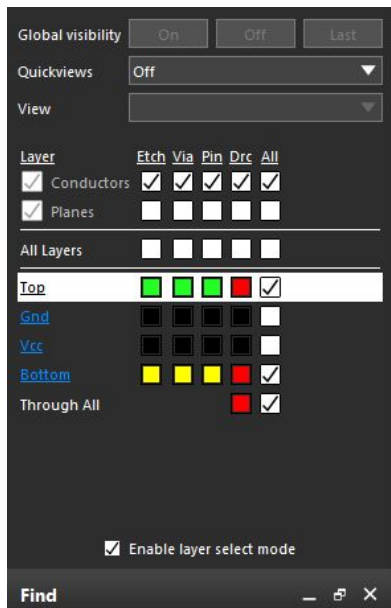 Global visibility On Off Last
Quickviews Off
View
Layer Etch Via Pin Drc All
Conductors
Planes
All Layers
Top
Gnd
Vcc
Bottom
Through All
Enable layer select mode
Find